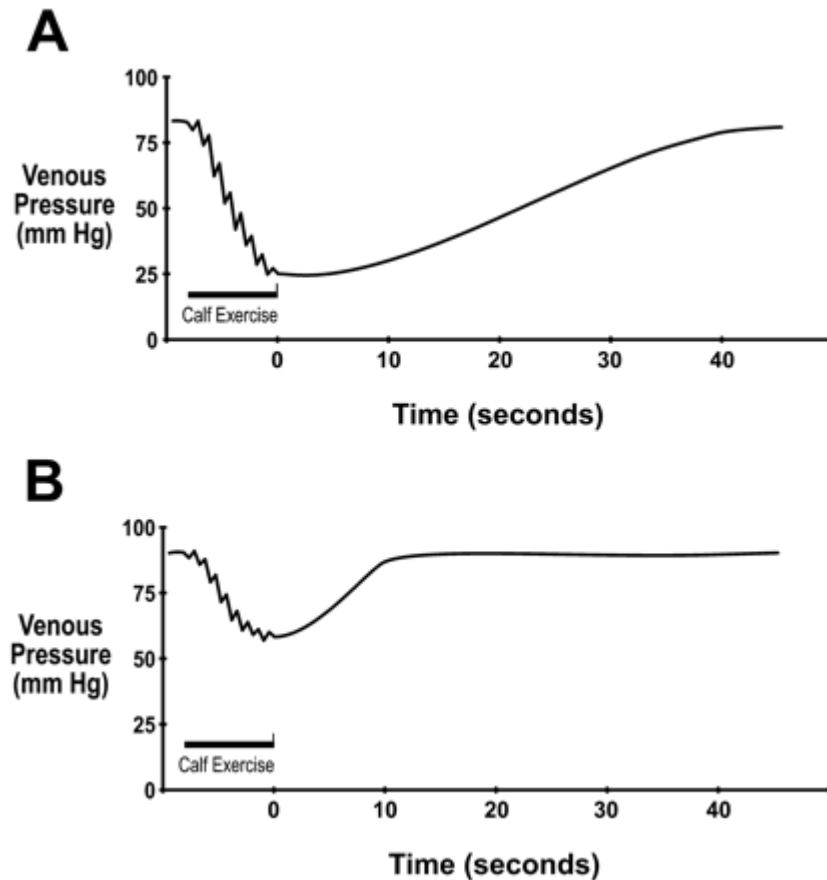 A
100
75
Venous
Pressure
(mm Hg)
50
25
Calf Exercise
0
0 10 20 30 40
Time (seconds)
B
100
75
Venous
Pressure
(mm Hg)
50
25
Calf Exercise
0
0 10 20 30 40
Time (seconds)